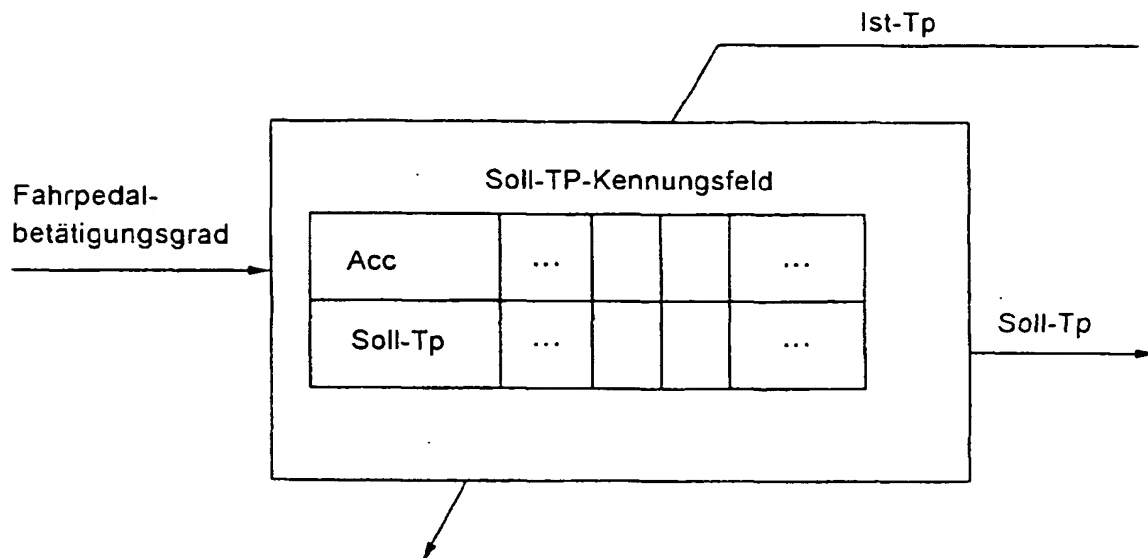 Ist-Tp
Fahrpedal-
betätigungsgrad
Soll-TP-Kennungsfeld
Acc ... ...
Soll-Tp ... ...
Soll-Tp